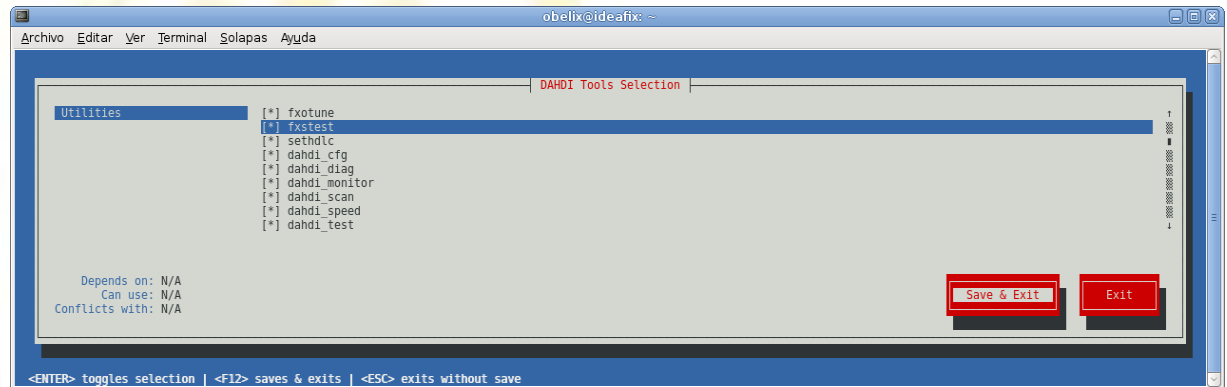 obelix@ideafix: ~
Archivo Editar Ver Terminal Solapas Ayuda
DAHDI Tools Selection
Utilities
[*] fxotune
[*] fxstest
[*] sethdlc
[*] dahdi_cfg
[*] dahdi_diag
[*] dahdi_monitor
[*] dahdi_scan
[*] dahdi_speed
[*] dahdi_test
Depends on: N/A
Can use: N/A
Conflicts with: N/A
Save & Exit
Exit
<ENTER> toggles selection | <F12> saves & exits | <ESC> exits without save